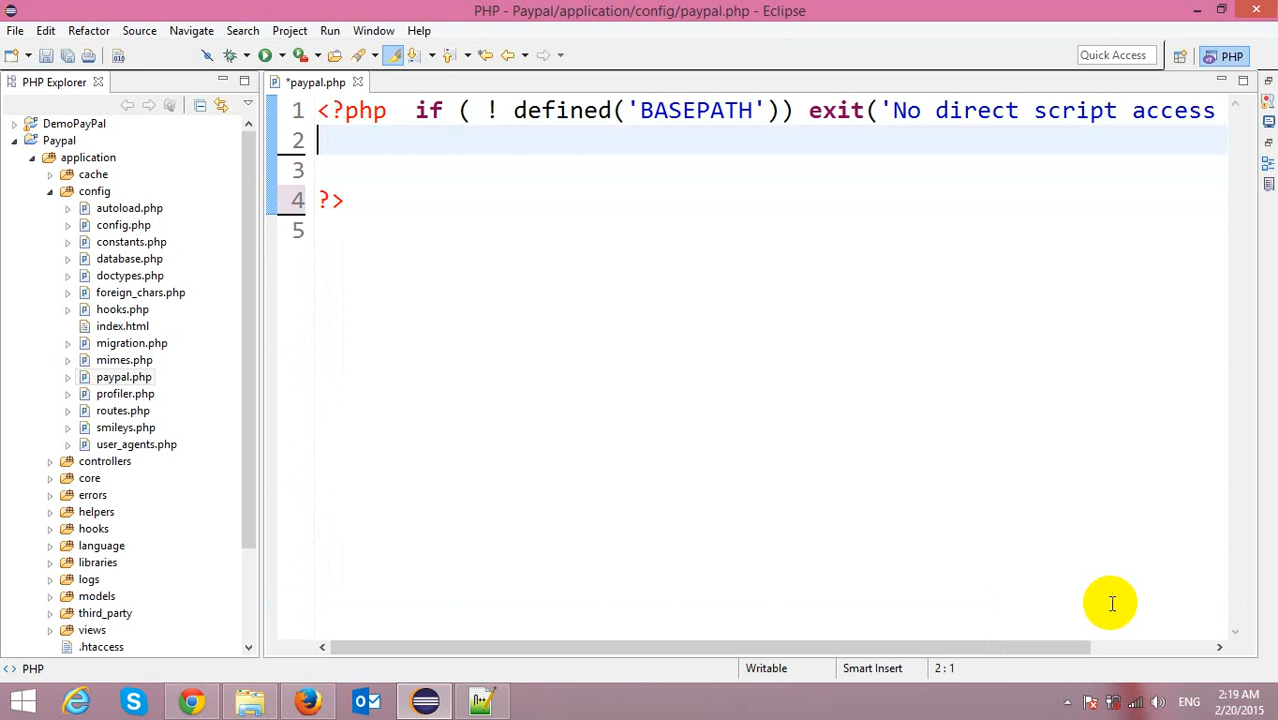 PHP - Paypal/application/config/paypal.php - Eclipse
File Edit Refactor Source Navigate Search Project Run Window Help
Quick Access
PHP
PHP Explorer
*paypal.php
DemoPayPal
Paypal
application
cache
config
autoload.php
config.php
constants.php
database.php
doctypes.php
foreign_chars.php
hooks.php
index.html
migration.php
mimes.php
paypal.php
profiler.php
routes.php
smileys.php
user_agents.php
controllers
core
errors
helpers
hooks
language
libraries
logs
models
third_party
views
.htaccess
1 <?php  if ( ! defined('BASEPATH')) exit('No direct script access
2
3
4 ?>
5
PHP
Writable
Smart Insert
2 : 1
ENG
2:19 AM
2/20/2015